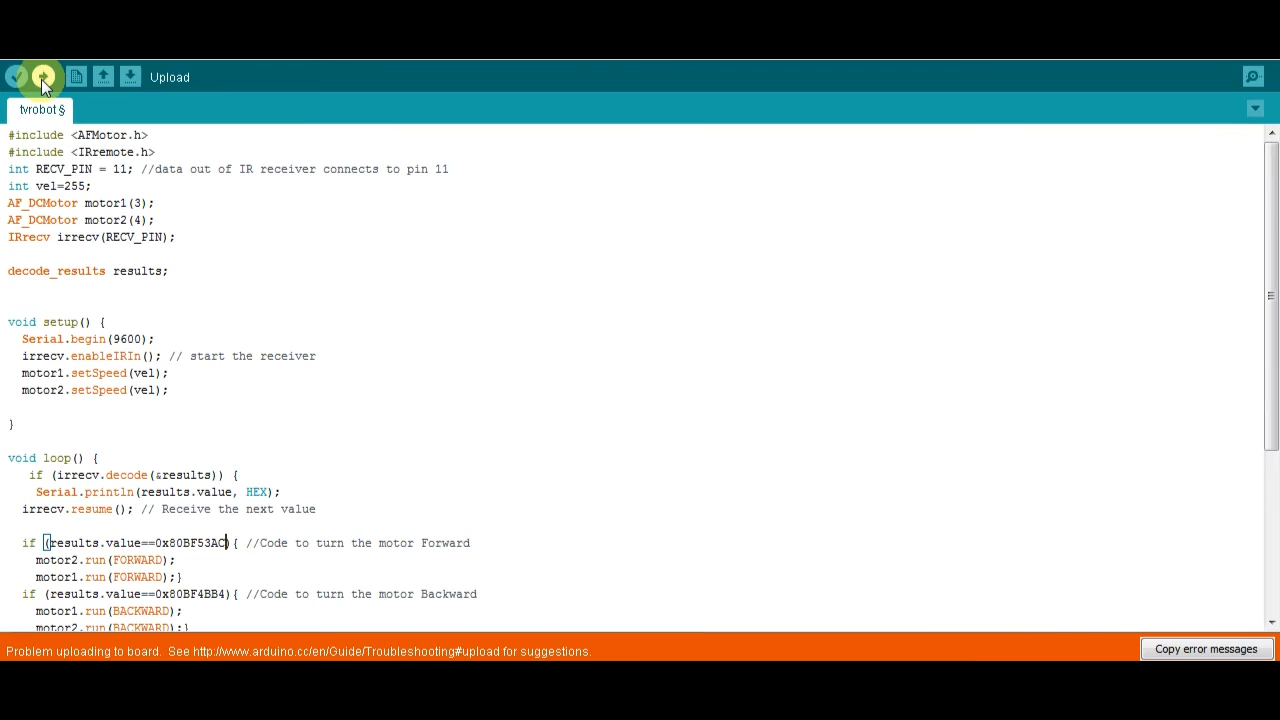 Upload
tvrobot §
#include <AFMotor.h>
#include <IRremote.h>
int RECV_PIN = 11; //data out of IR receiver connects to pin 11
int vel=255;
AF_DCMotor motor1(3);
AF_DCMotor motor2(4);
IRrecv irrecv(RECV_PIN);
decode_results results;
void setup() {
Serial.begin(9600);
irrecv.enableIRIn(); // start the receiver
motor1.setSpeed(vel);
motor2.setSpeed(vel);
}
void loop() {
if (irrecv.decode(&results)) {
Serial.println(results.value, HEX);
irrecv.resume(); // Receive the next value
if (results.value==0x80BF53AC){ //Code to turn the motor Forward
motor2.run(FORWARD);
motor1.run(FORWARD);}
if (results.value==0x80BF4BB4){ //Code to turn the motor Backward
motor1.run(BACKWARD);
motor2.run(BACKWARD);}
Problem uploading to board. See http://www.arduino.cc/en/Guide/Troubleshooting#upload for suggestions.
Copy error messages